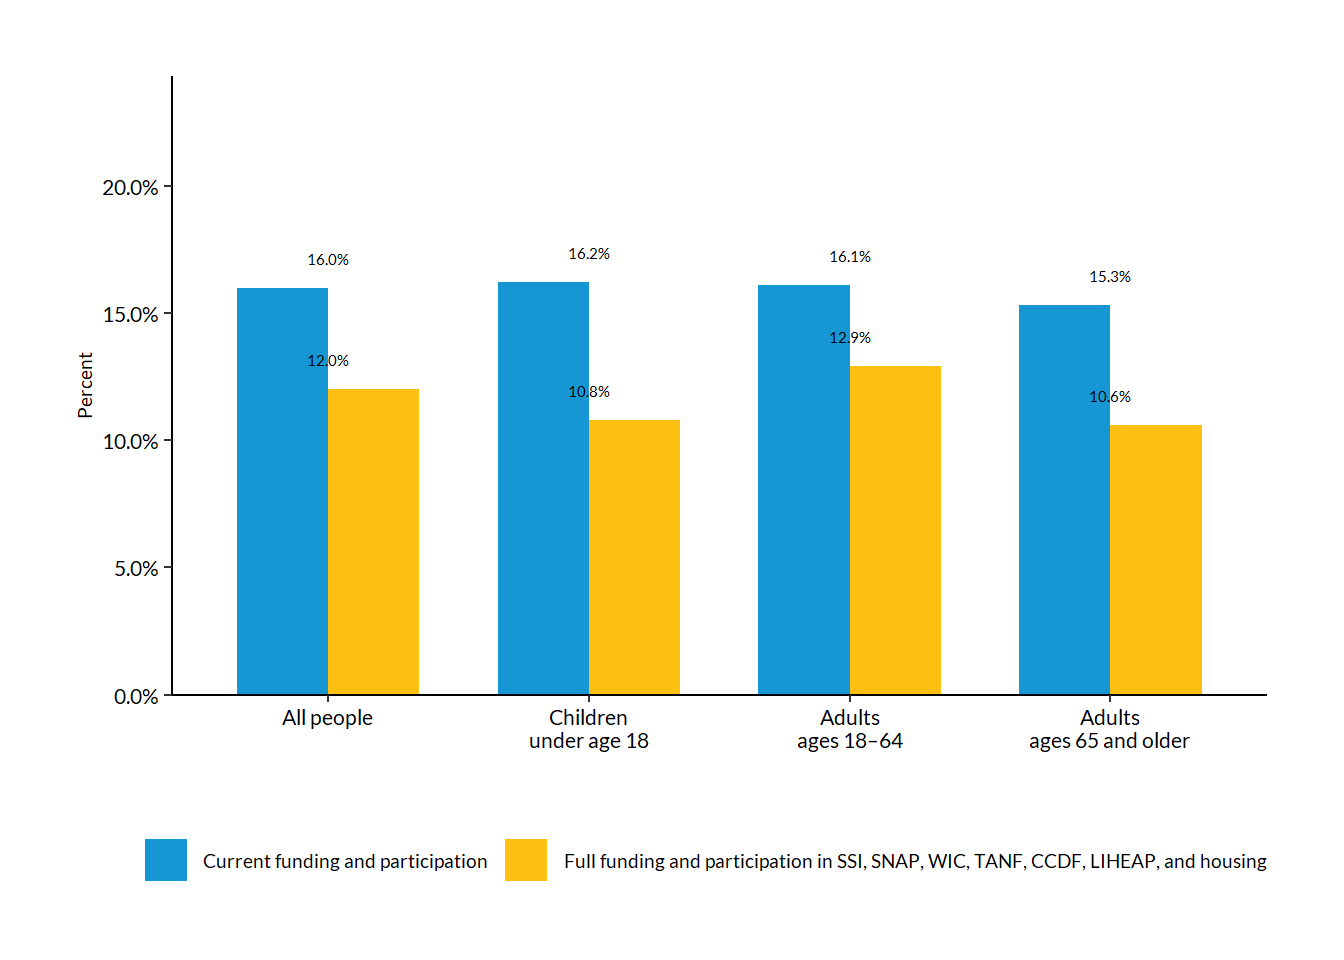 20.0%
15.0%
10.0%
5.0%
0.0%
Percent
16.0%
12.0%
16.2%
10.8%
16.1%
12.9%
15.3%
10.6%
All people
Children
under age 18
Adults
ages 18–64
Adults
ages 65 and older
Current funding and participation
Full funding and participation in SSI, SNAP, WIC, TANF, CCDF, LIHEAP, and housing